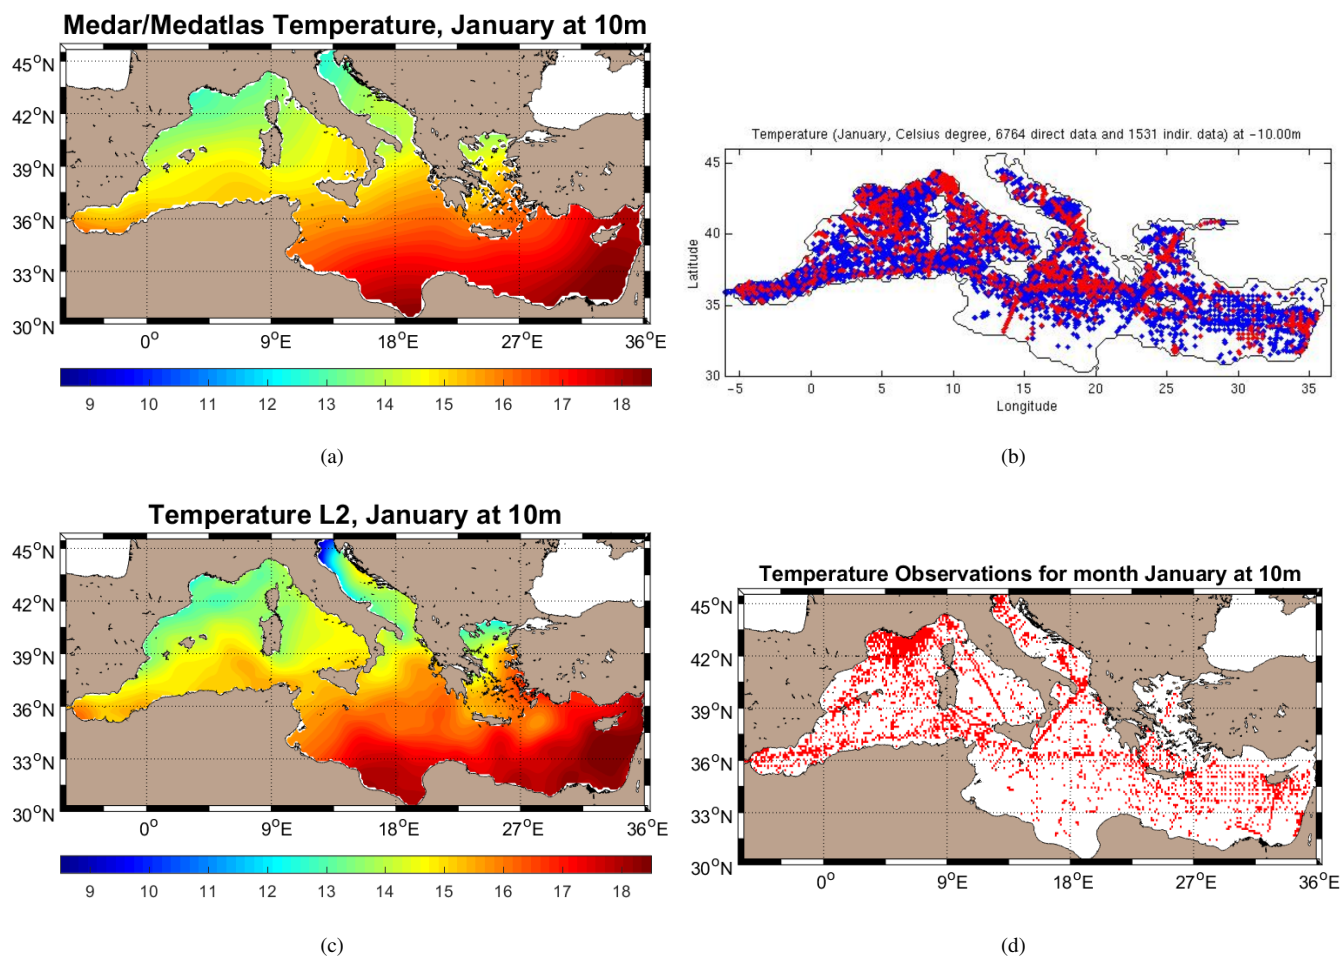 Medar/Medatlas Temperature, January at 10m
45°N
42°N
39°N
36°N
33°N
30°N
0° 9°E 18°E 27°E 36°E
9 10 11 12 13 14 15 16 17 18
(a)
Temperature (January, Celsius degree, 6764 direct data and 1531 indir. data) at −10.00m
45
40
35
30
Latitude
−5 0 5 10 15 20 25 30 35
Longitude
(b)
Temperature L2, January at 10m
45°N
42°N
39°N
36°N
33°N
30°N
0° 9°E 18°E 27°E 36°E
9 10 11 12 13 14 15 16 17 18
(c)
Temperature Observations for month January at 10m
45°N
42°N
39°N
36°N
33°N
30°N
0° 9°E 18°E 27°E 36°E
(d)